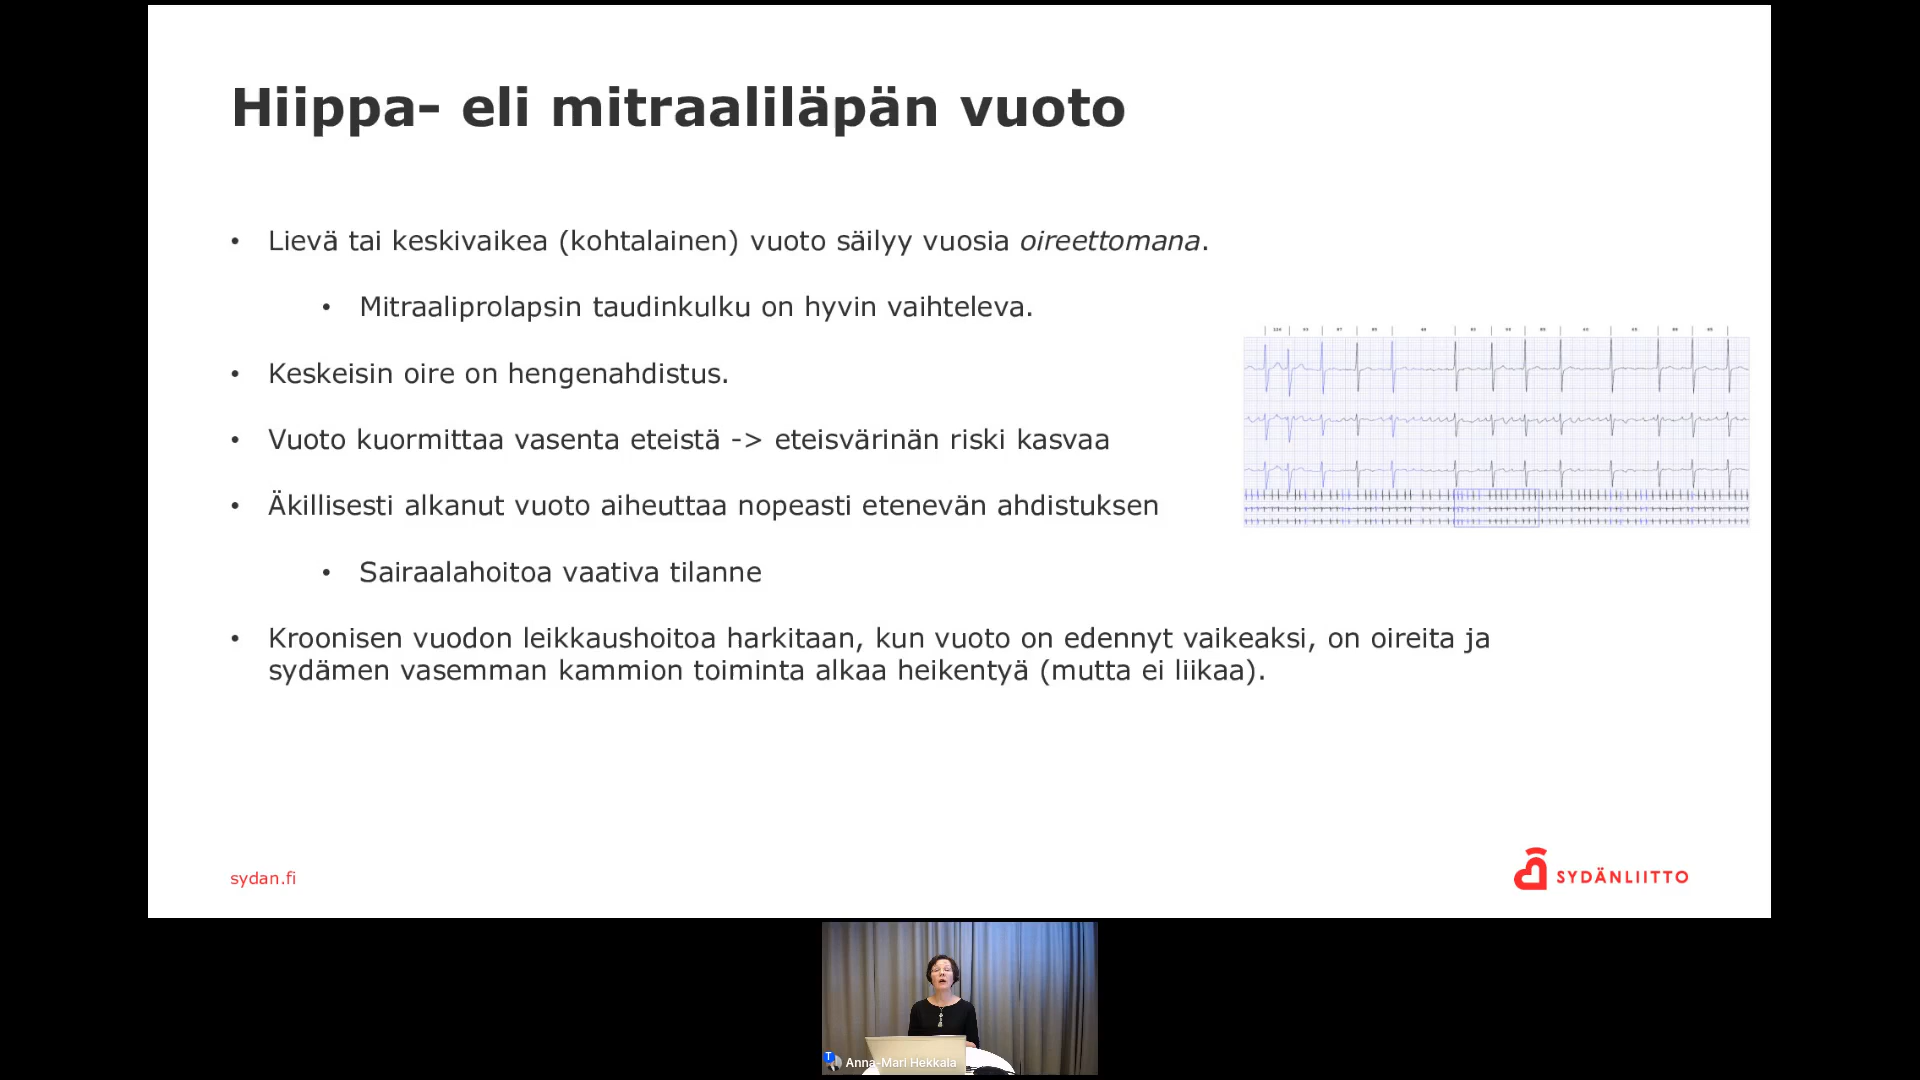 Hiippa- eli mitraaliläpän vuoto
• Lievä tai keskivaikea (kohtalainen) vuoto säilyy vuosia oireettomana.
• Mitraaliprolapsin taudinkulku on hyvin vaihteleva.
• Keskeisin oire on hengenahdistus.
• Vuoto kuormittaa vasenta eteistä -> eteisvärinän riski kasvaa
• Äkillisesti alkanut vuoto aiheuttaa nopeasti etenevän ahdistuksen
• Sairaalahoitoa vaativa tilanne
• Kroonisen vuodon leikkaushoitoa harkitaan, kun vuoto on edennyt vaikeaksi, on oireita ja
sydämen vasemman kammion toiminta alkaa heikentyä (mutta ei liikaa).
sydan.fi
SYDÄNLIITTO
T
Anna-Mari Hekkala